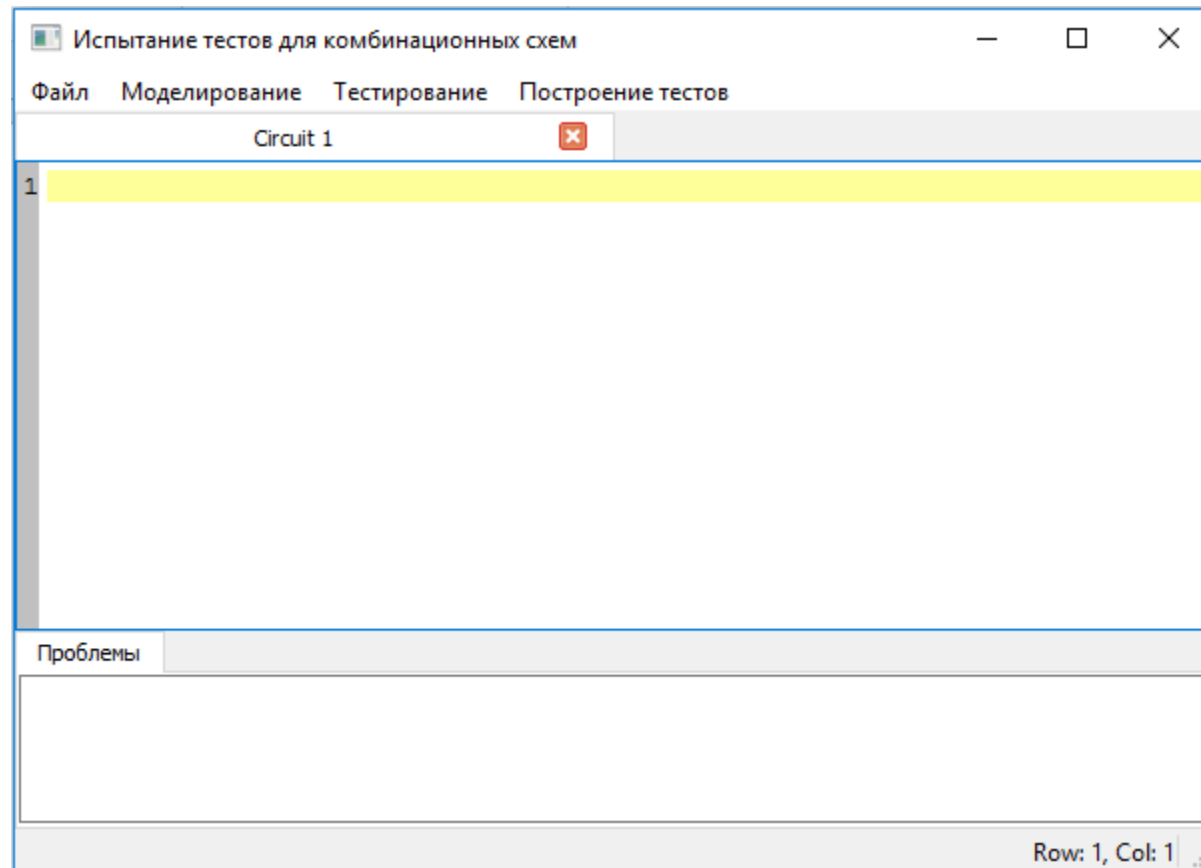 Испытание тестов для комбинационных схем
Файл Моделирование Тестирование Построение тестов
Circuit 1
1
Проблемы
Row: 1, Col: 1